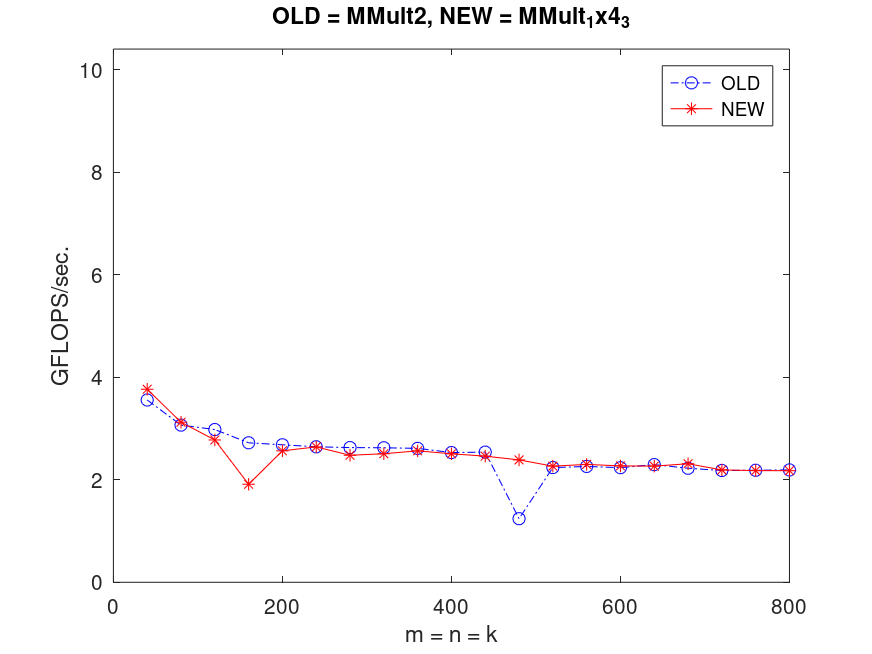 OLD = MMult2, NEW = MMult₁x4₃
OLD
NEW
10
8
6
4
2
0
GFLOPS/sec.
0 200 400 600 800
m = n = k